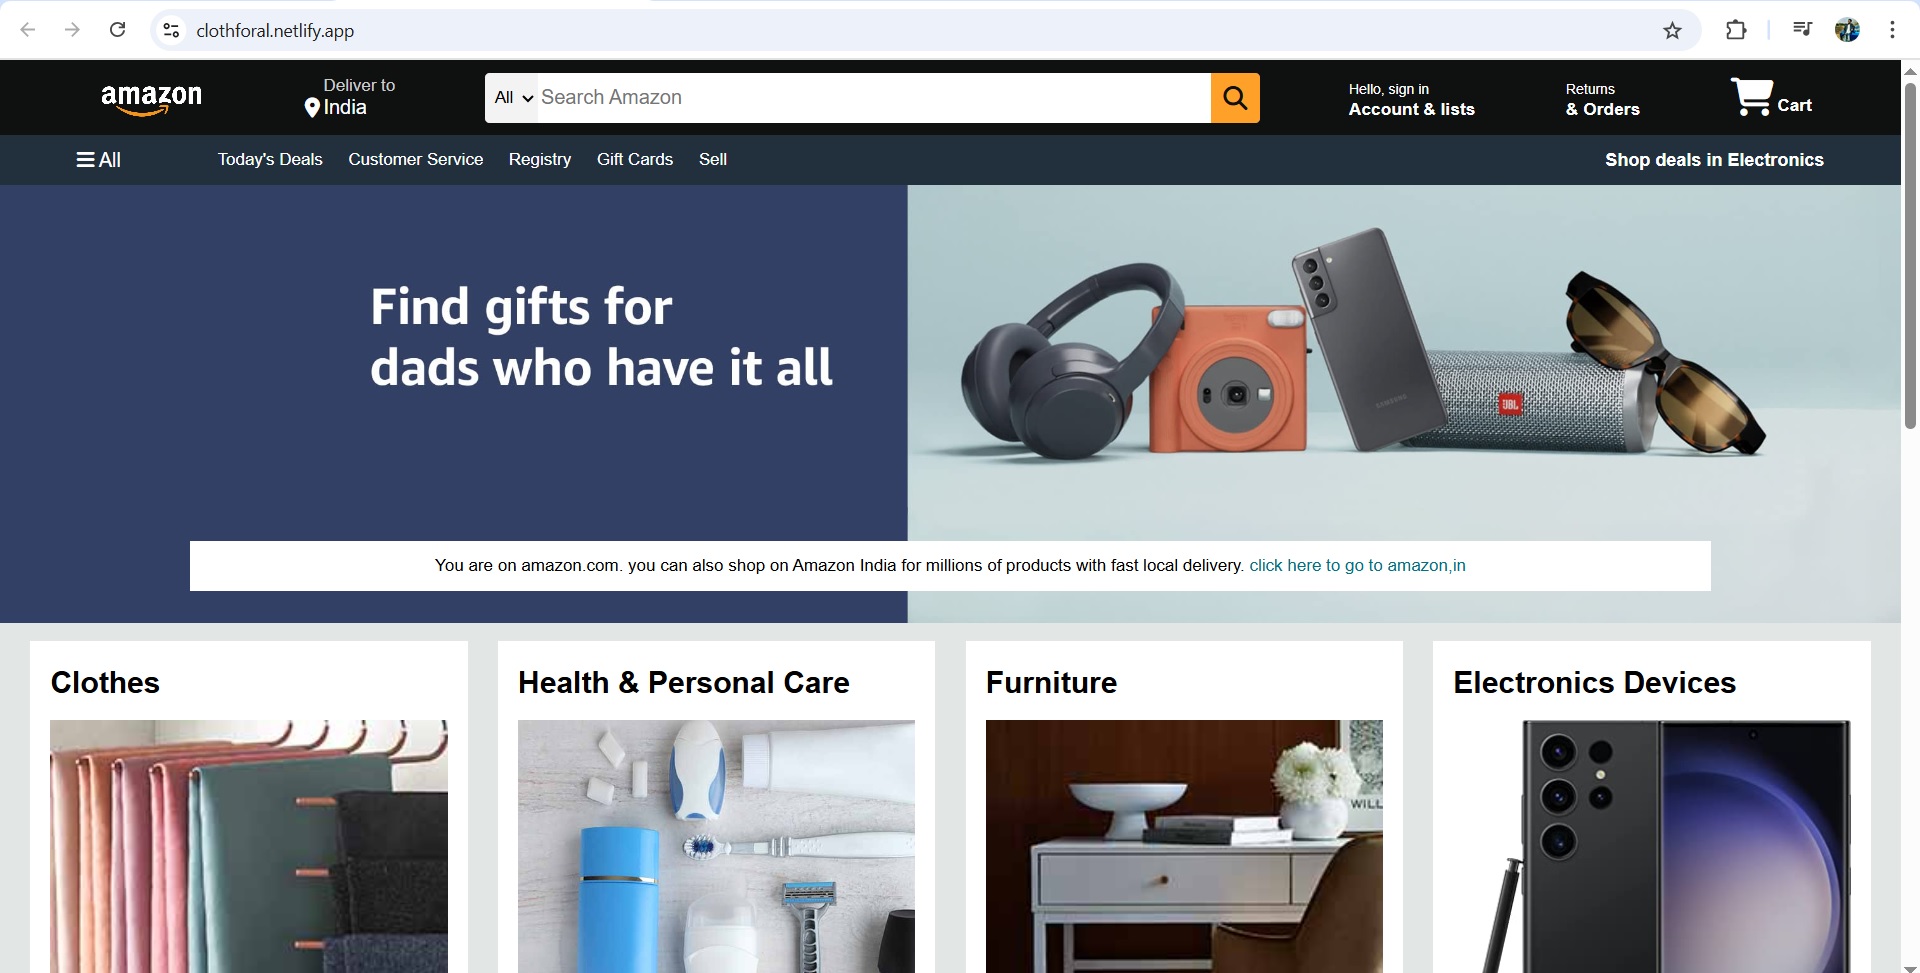 clothforal.netlify.app
amazon
Deliver to
India
All
Search Amazon
Hello, sign in
Account & lists
Returns
& Orders
Cart
All
Today's Deals
Customer Service
Registry
Gift Cards
Sell
Shop deals in Electronics
Find gifts for
dads who have it all
SAMSUNG
JBL
You are on amazon.com. you can also shop on Amazon India for millions of products with fast local delivery. click here to go to amazon,in
Clothes
Health & Personal Care
Furniture
Electronics Devices
WILL